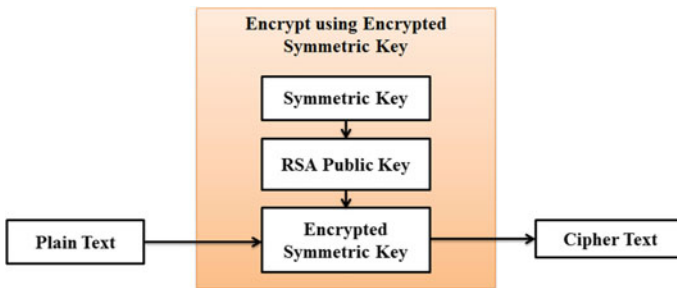 Encrypt using Encrypted
Symmetric Key
Symmetric Key
RSA Public Key
Plain Text
Encrypted
Symmetric Key
Cipher Text